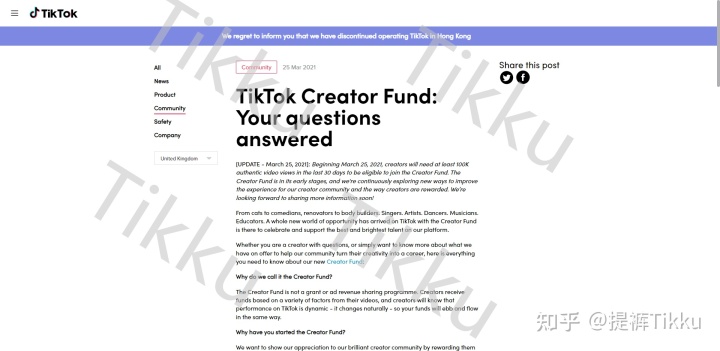 TikTok
We regret to inform you that we have discontinued operating TikTok in Hong Kong
All
News
Product
Community
Safety
Company
United Kingdom
Community
25 Mar 2021
TikTok Creator Fund:
Your questions
answered
[UPDATE - March 25, 2021]: Beginning March 25, 2021, creators will need at least 100K
authentic video views in the last 30 days to be eligible to join the Creator Fund. The
Creator Fund is in its early stages, and we're continuously exploring new ways to improve
the experience for our creator community and the way creators are rewarded. We're
looking forward to sharing more information soon!
From cats to comedians, renovators to body builders. Singers. Artists. Dancers. Musicians.
Educators. A whole new world of opportunity has arrived on TikTok with the Creator Fund
is there to celebrate and support the best and brightest talent on our platform.
Whether you are a creator with questions, or simply want to know more about what we
have on offer to help our community turn their creativity into a career, here is everything
you need to know about our new Creator Fund.
Why do we call it the Creator Fund?
The Creator Fund is not a grant or ad revenue sharing programme. Creators receive
funds based on a variety of factors from their videos, and creators will know that
performance on TikTok is dynamic - it changes naturally - so your funds will ebb and flow
in the same way.
Why have you started the Creator Fund?
We want to show our appreciation to our brilliant creator community by rewarding them
Share this post
Tikku
Tikku
Tikku
Tikku
知乎 @提裤Tikku